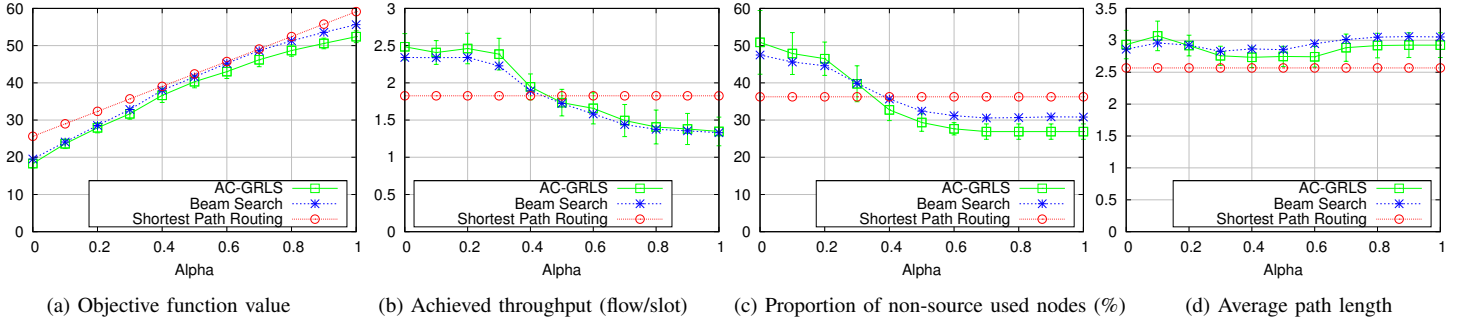 60
50
40
30
20
10
0
AC-GRLS
Beam Search
Shortest Path Routing
0 0.2 0.4 0.6 0.8 1
Alpha
(a) Objective function value
3
2.5
2
1.5
1
0.5
0
AC-GRLS
Beam Search
Shortest Path Routing
0 0.2 0.4 0.6 0.8 1
Alpha
(b) Achieved throughput (flow/slot)
60
50
40
30
20
10
0
AC-GRLS
Beam Search
Shortest Path Routing
0 0.2 0.4 0.6 0.8 1
Alpha
(c) Proportion of non-source used nodes (%)
3.5
3
2.5
2
1.5
1
0.5
0
AC-GRLS
Beam Search
Shortest Path Routing
0 0.2 0.4 0.6 0.8 1
Alpha
(d) Average path length